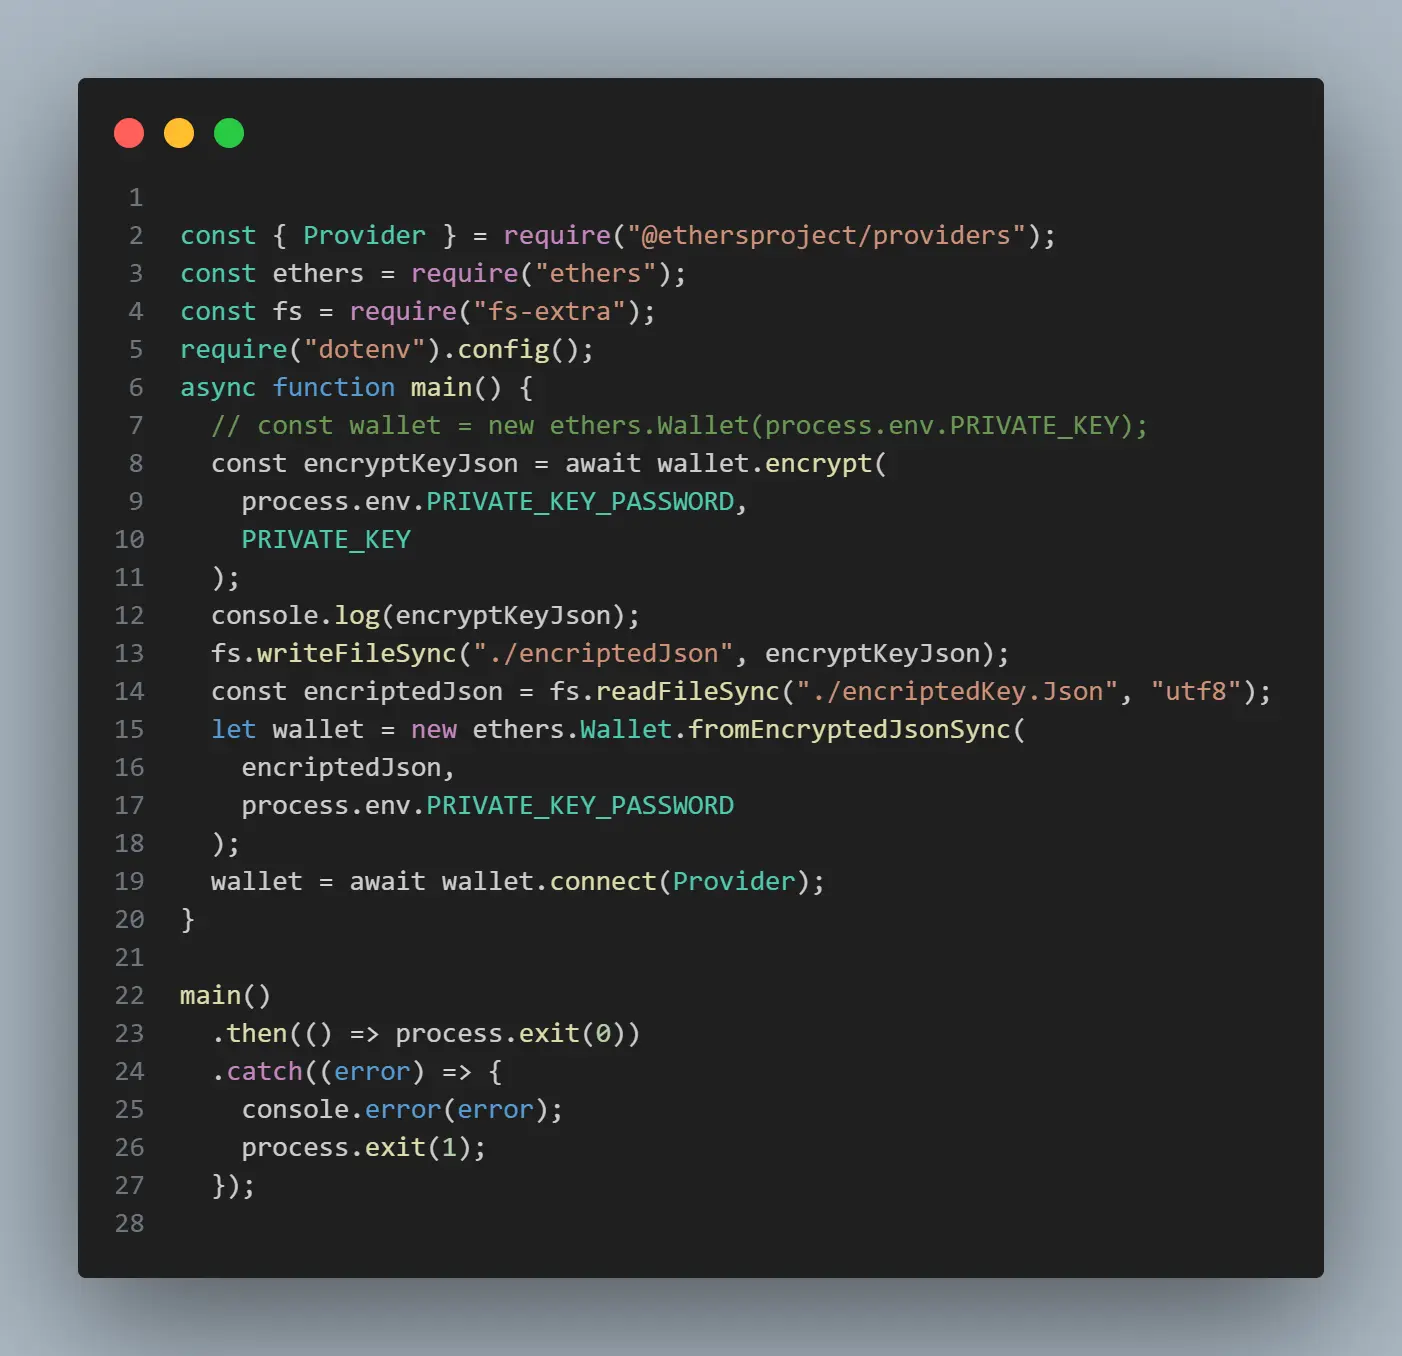 1
2 const { Provider } = require("@ethersproject/providers");
3 const ethers = require("ethers");
4 const fs = require("fs-extra");
5 require("dotenv").config();
6 async function main() {
7   // const wallet = new ethers.Wallet(process.env.PRIVATE_KEY);
8   const encryptKeyJson = await wallet.encrypt(
9     process.env.PRIVATE_KEY_PASSWORD,
10     PRIVATE_KEY
11   );
12   console.log(encryptKeyJson);
13   fs.writeFileSync("./encriptedJson", encryptKeyJson);
14   const encriptedJson = fs.readFileSync("./encriptedKey.Json", "utf8");
15   let wallet = new ethers.Wallet.fromEncryptedJsonSync(
16     encriptedJson,
17     process.env.PRIVATE_KEY_PASSWORD
18   );
19   wallet = await wallet.connect(Provider);
20 }
21
22 main()
23   .then(() => process.exit(0))
24   .catch((error) => {
25     console.error(error);
26     process.exit(1);
27   });
28